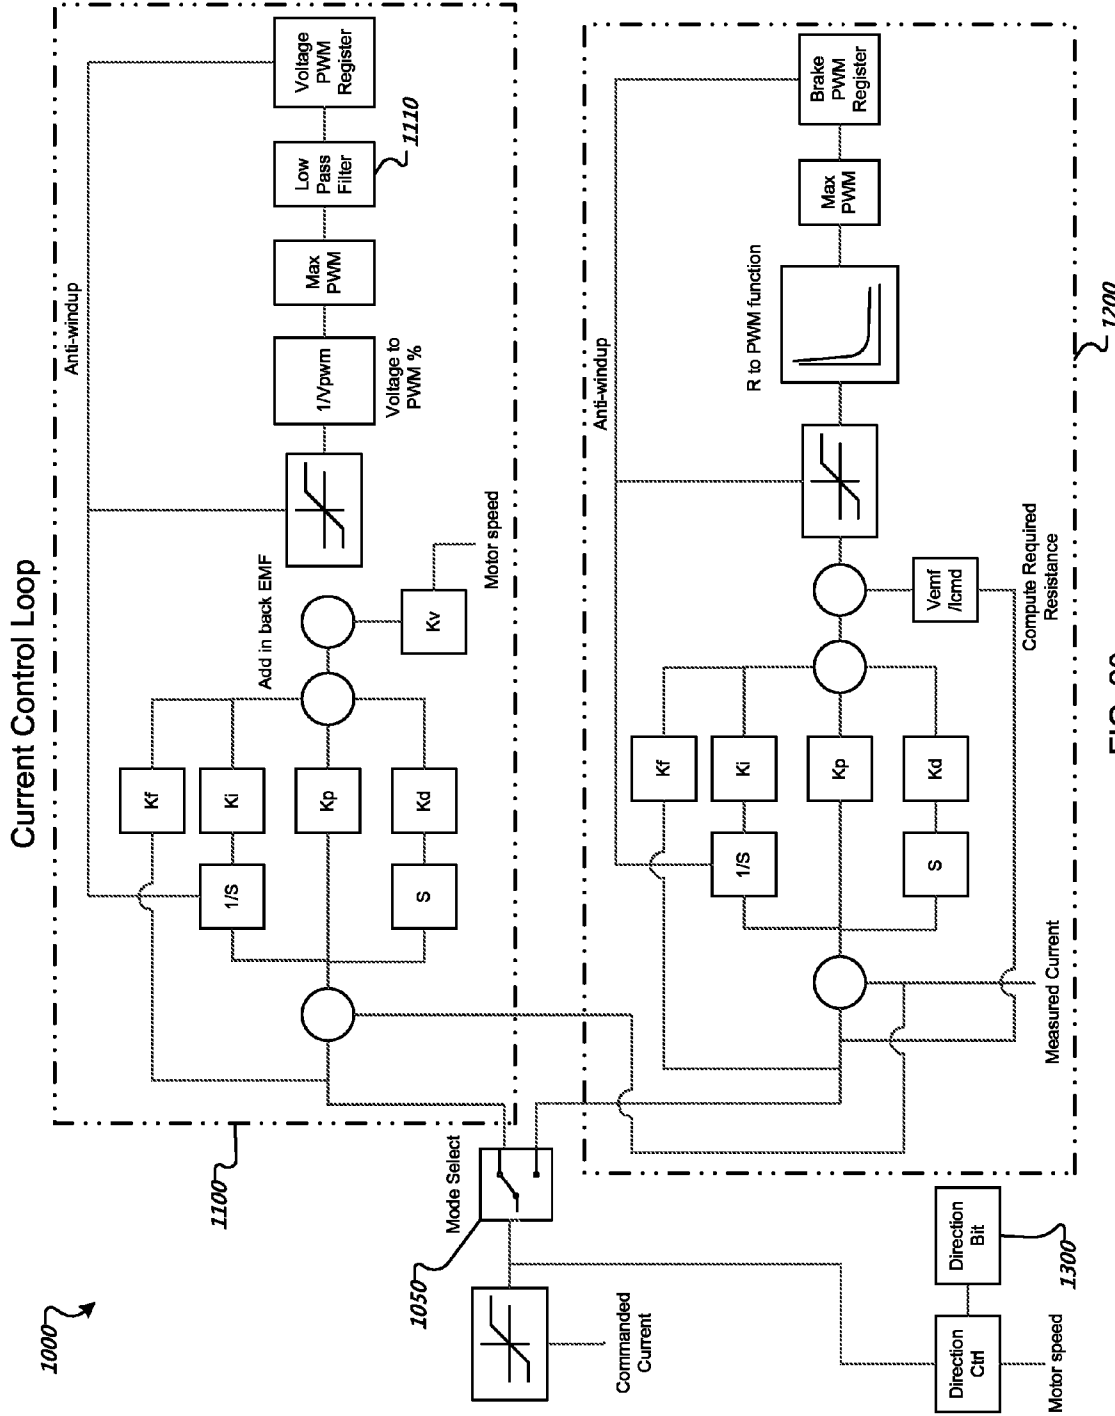 Current Control Loop
1000
Commanded
Current
1050
Mode Select
1100
Kf
1/S
Ki
Kp
S
Kd
Add in back EMF
Kv
Motor speed
Anti-windup
1/Vpwm
Voltage to
PWM %
Max
PWM
Low
Pass
Filter
1110
Voltage
PWM
Register
Direction
Ctrl
Motor speed
Direction
Bit
1300
Measured Current
Kf
1/S
Ki
Kp
S
Kd
Vemf
/Icmd
Compute Required
Resistance
Anti-windup
R to PWM function
Max
PWM
Brake
PWM
Register
1200